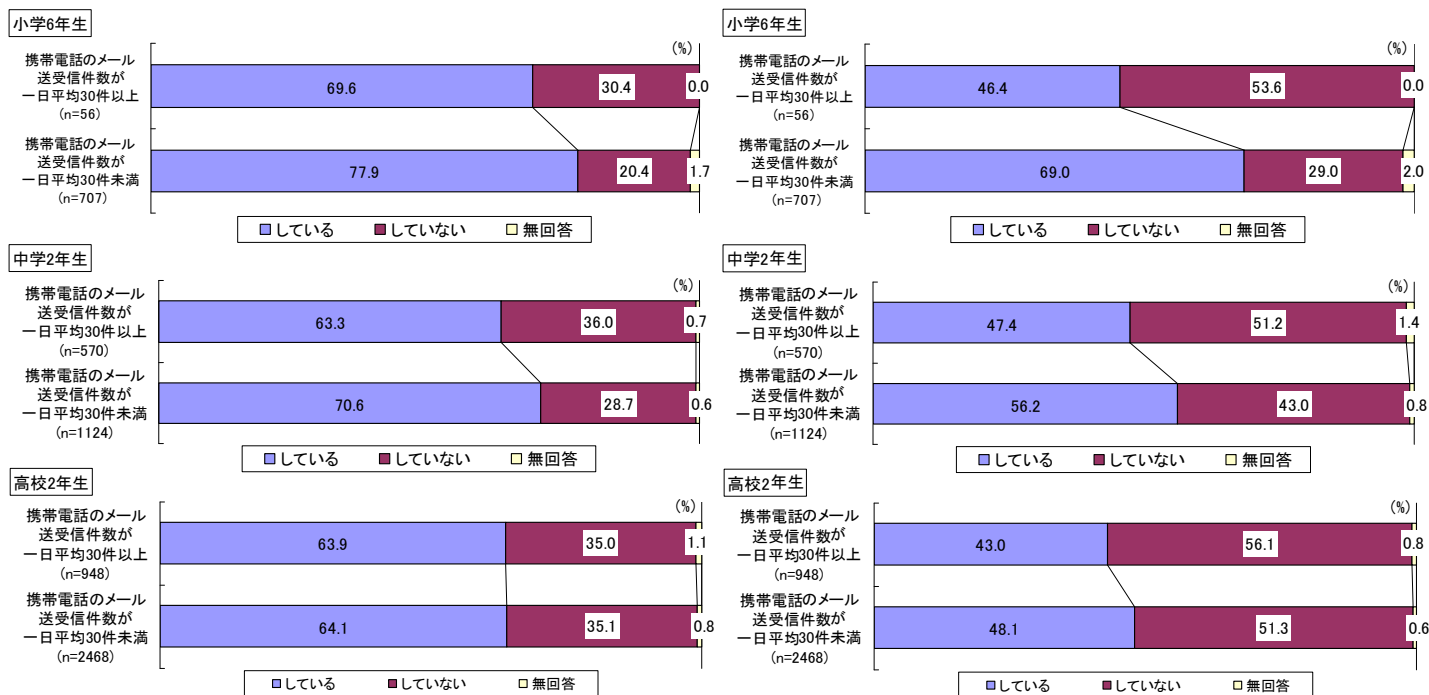 小学6年生
(%)
携帯電話のメール
送受信件数が
一日平均30件以上
(n=56)
69.6
30.4
0.0
携帯電話のメール
送受信件数が
一日平均30件未満
(n=707)
77.9
20.4
1.7
している
していない
無回答
中学2年生
(%)
携帯電話のメール
送受信件数が
一日平均30件以上
(n=570)
63.3
36.0
0.7
携帯電話のメール
送受信件数が
一日平均30件未満
(n=1124)
70.6
28.7
0.6
している
していない
無回答
高校2年生
(%)
携帯電話のメール
送受信件数が
一日平均30件以上
(n=948)
63.9
35.0
1.1
携帯電話のメール
送受信件数が
一日平均30件未満
(n=2468)
64.1
35.1
0.8
している
していない
無回答
小学6年生
(%)
携帯電話のメール
送受信件数が
一日平均30件以上
(n=56)
46.4
53.6
0.0
携帯電話のメール
送受信件数が
一日平均30件未満
(n=707)
69.0
29.0
2.0
している
していない
無回答
中学2年生
(%)
携帯電話のメール
送受信件数が
一日平均30件以上
(n=570)
47.4
51.2
1.4
携帯電話のメール
送受信件数が
一日平均30件未満
(n=1124)
56.2
43.0
0.8
している
していない
無回答
高校2年生
(%)
携帯電話のメール
送受信件数が
一日平均30件以上
(n=948)
43.0
56.1
0.8
携帯電話のメール
送受信件数が
一日平均30件未満
(n=2468)
48.1
51.3
0.6
している
していない
無回答